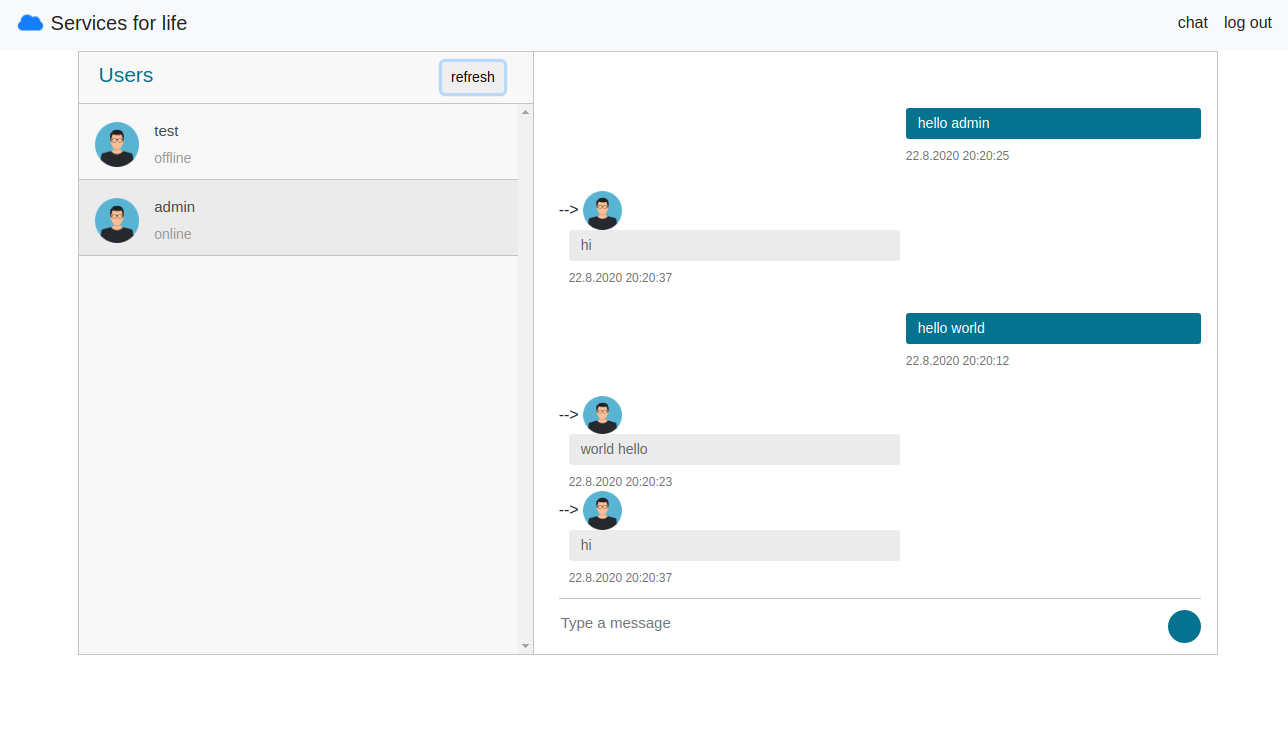 Services for life
chat
log out
Users
refresh
test
offline
admin
online
hello admin
22.8.2020 20:20:25
-->
hi
22.8.2020 20:20:37
hello world
22.8.2020 20:20:12
-->
world hello
22.8.2020 20:20:23
-->
hi
22.8.2020 20:20:37
Type a message